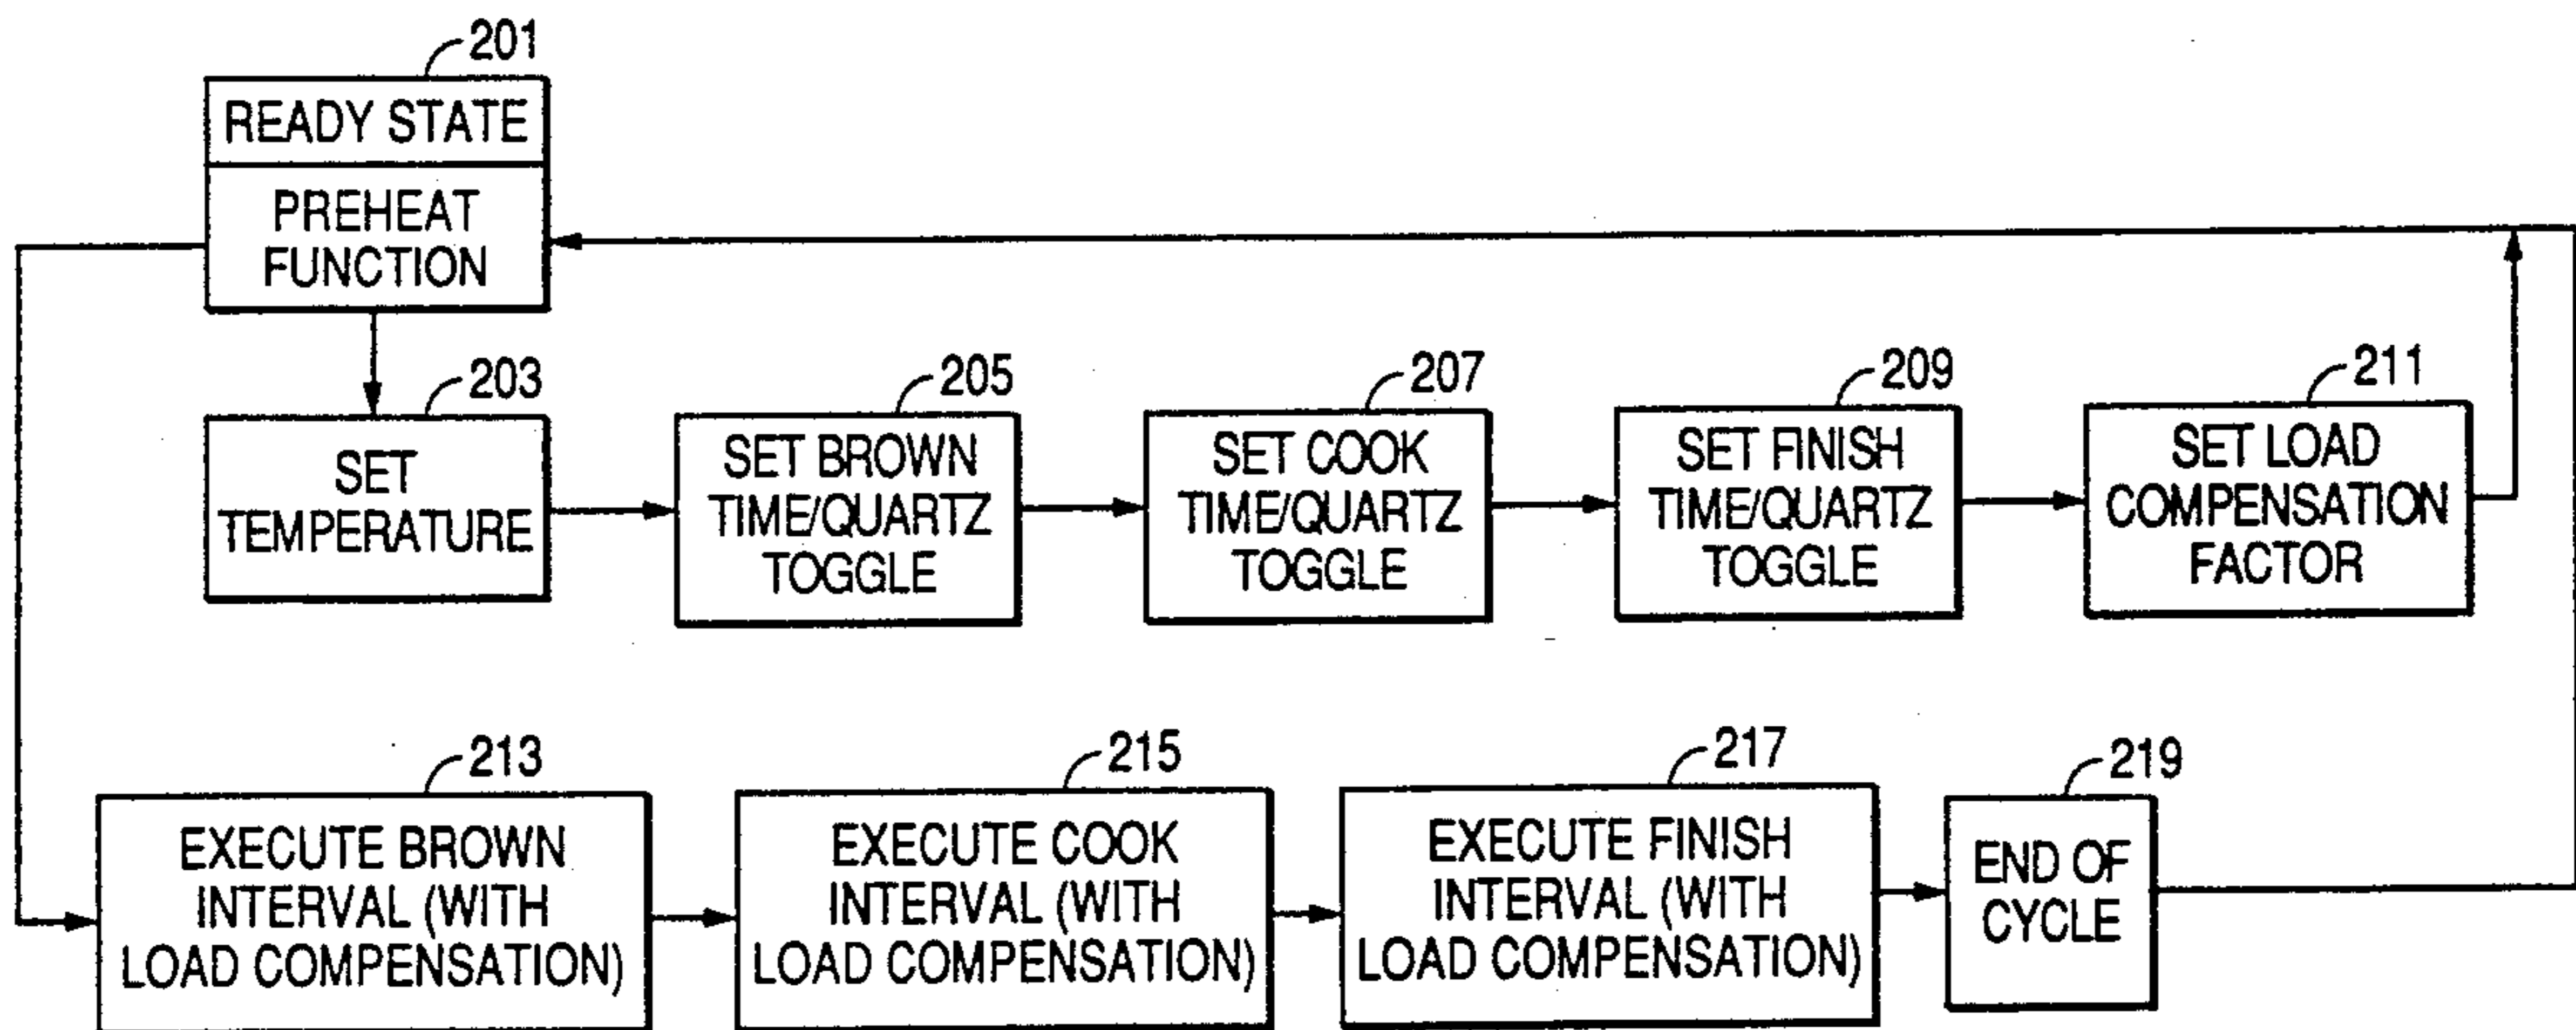 201
READY STATE
PREHEAT
FUNCTION
203
SET
TEMPERATURE
205
SET BROWN
TIME/QUARTZ
TOGGLE
207
SET COOK
TIME/QUARTZ
TOGGLE
209
SET FINISH
TIME/QUARTZ
TOGGLE
211
SET LOAD
COMPENSATION
FACTOR
213
EXECUTE BROWN
INTERVAL (WITH
LOAD COMPENSATION)
215
EXECUTE COOK
INTERVAL (WITH
LOAD COMPENSATION)
217
EXECUTE FINISH
INTERVAL (WITH
LOAD COMPENSATION)
219
END OF
CYCLE